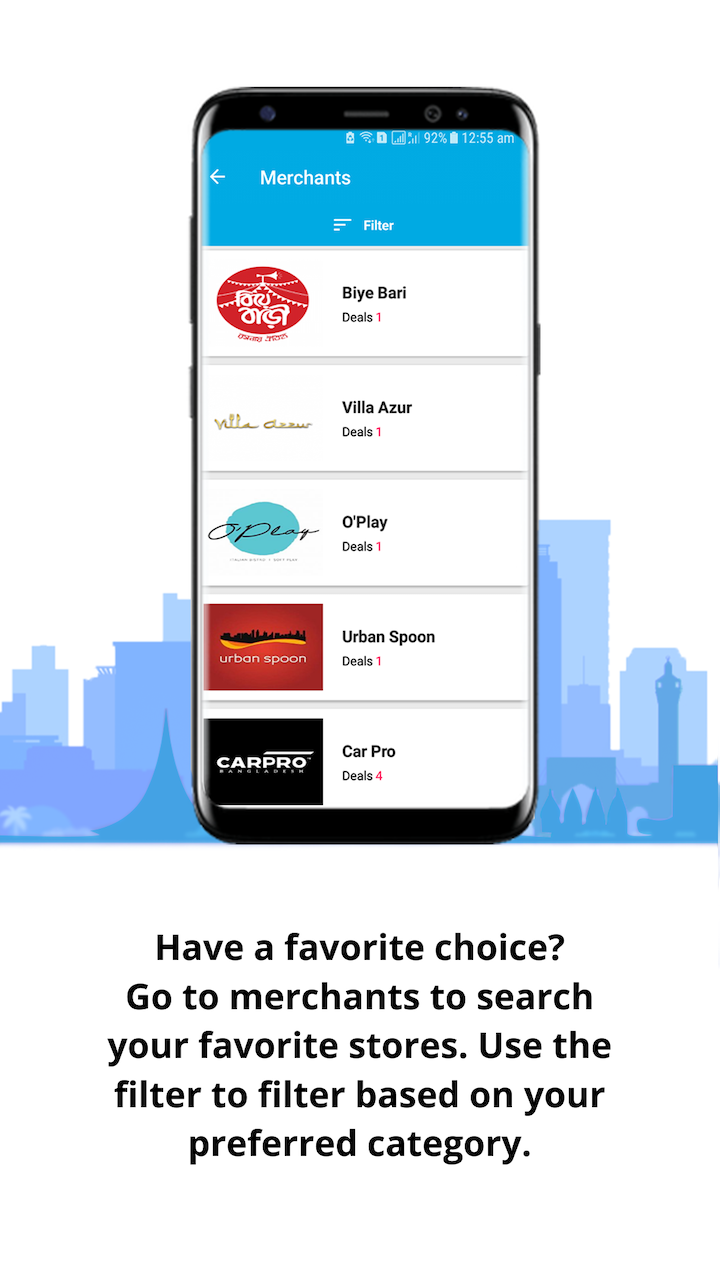 92% 12:55 am
Merchants
Filter
বিয়ে
বাড়ী
Biye Bari
Deals 1
Villa Azur
Villa Azur
Deals 1
O'Play
O'Play
Deals 1
urban spoon
Urban Spoon
Deals 1
CARPRO
BANGLADESH
Car Pro
Deals 4
Have a favorite choice?
Go to merchants to search
your favorite stores. Use the
filter to filter based on your
preferred category.